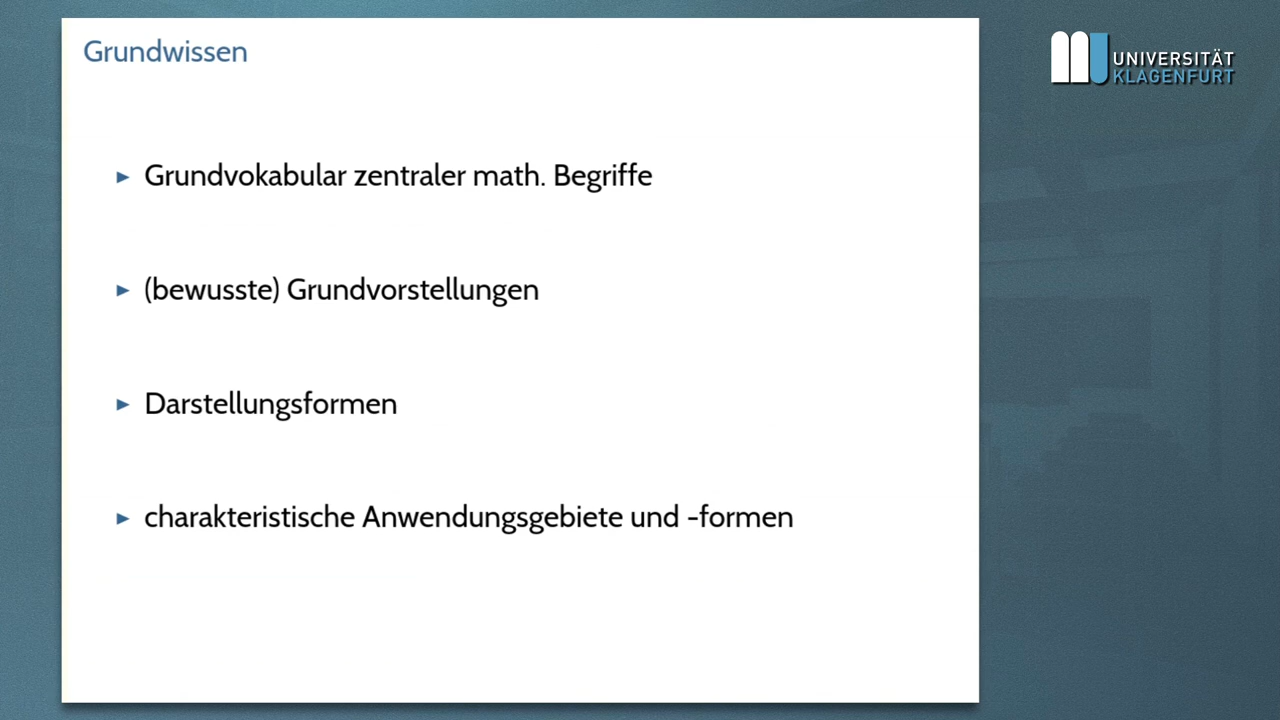 Grundwissen
UNIVERSITÄT
KLAGENFURT
► Grundvokabular zentraler math. Begriffe
► (bewusste) Grundvorstellungen
► Darstellungsformen
► charakteristische Anwendungsgebiete und -formen